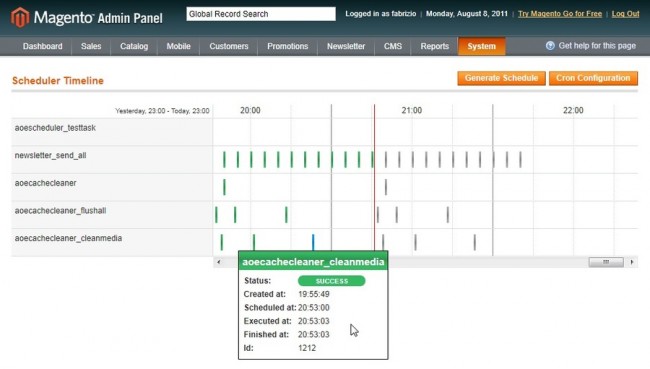 Magento Admin Panel
Global Record Search
Logged in as fabrizio | Monday, August 8, 2011 | Try Magento Go for Free | Log Out
Dashboard Sales Catalog Mobile Customers Promotions Newsletter CMS Reports System Get help for this page
Scheduler Timeline
Generate Schedule Cron Configuration
Yesterday, 23:00 - Today, 23:00 20:00 21:00 22:00
aoescheduler_testtask
newsletter_send_all
aoecachecleaner
aoecachecleaner_flushall
aoecachecleaner_cleanmedia
aoecachecleaner_cleanmedia
Status: SUCCESS
Created at: 19:55:49
Scheduled at: 20:53:00
Executed at: 20:53:03
Finished at: 20:53:03
Id: 1212